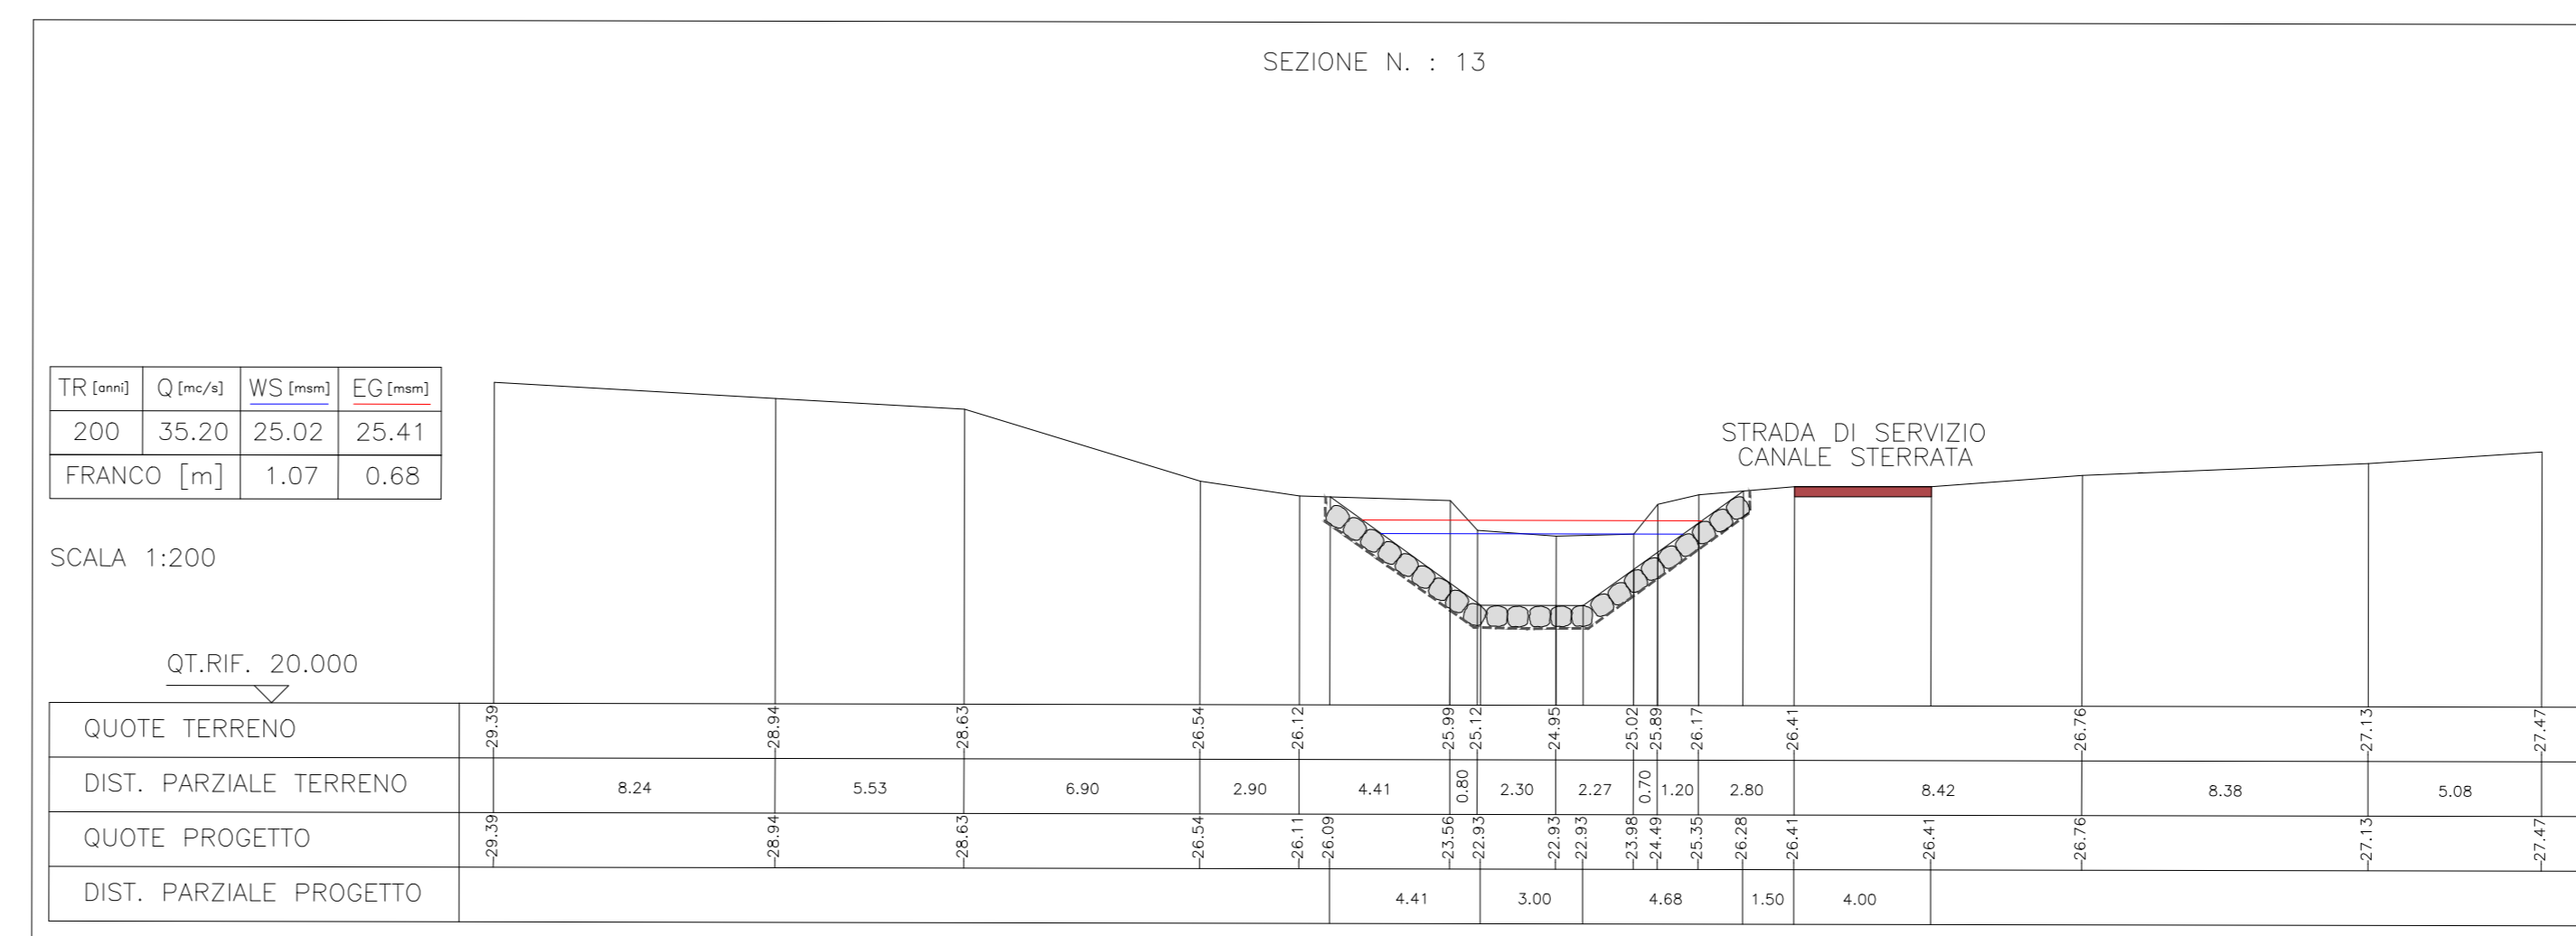 SEZIONE N. : 13
TR [anni] Q [mc/s] WS [msm] EG [msm]
200 35.20 25.02 25.41
FRANCO [m] 1.07 0.68
STRADA DI SERVIZIO
CANALE STERRATA
SCALA 1:200
QT.RIF. 20.000
QUOTE TERRENO 29.39 28.94 28.63 26.54 26.12 25.99 25.12 24.95 25.02 25.89 26.17 26.41 26.76 27.13 27.47
DIST. PARZIALE TERRENO 8.24 5.53 6.90 2.90 4.41 0.80 2.30 2.27 0.70 1.20 2.80 8.42 8.38 5.08
QUOTE PROGETTO 29.39 28.94 28.63 26.54 26.11 26.09 23.56 22.93 22.93 22.93 23.98 24.49 25.35 26.28 26.41 26.41 26.76 27.13 27.47
DIST. PARZIALE PROGETTO 4.41 3.00 4.68 1.50 4.00